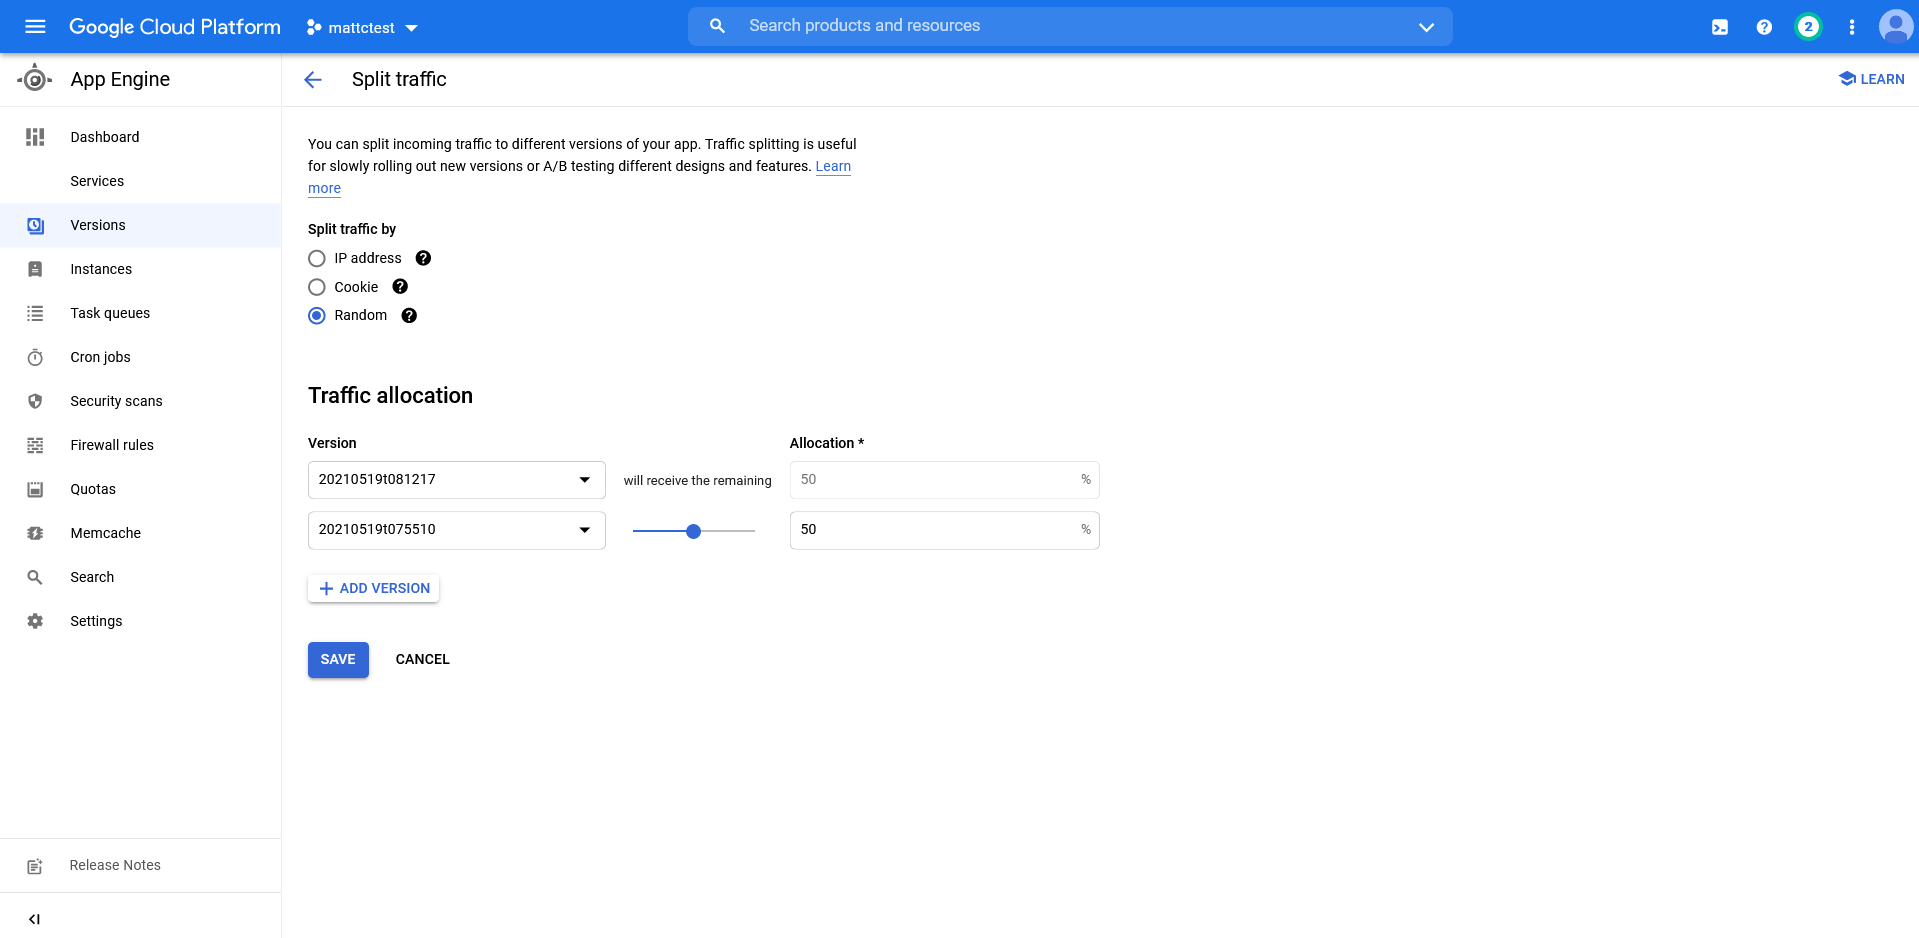 Google Cloud Platform
mattctest
Search products and resources
2
App Engine
Split traffic
LEARN
Dashboard
Services
Versions
Instances
Task queues
Cron jobs
Security scans
Firewall rules
Quotas
Memcache
Search
Settings
Release Notes
You can split incoming traffic to different versions of your app. Traffic splitting is useful
for slowly rolling out new versions or A/B testing different designs and features. Learn
more
Split traffic by
IP address ?
Cookie ?
Random ?
Traffic allocation
Version Allocation *
20210519t081217 will receive the remaining 50 %
20210519t075510 50 %
+ ADD VERSION
SAVE CANCEL